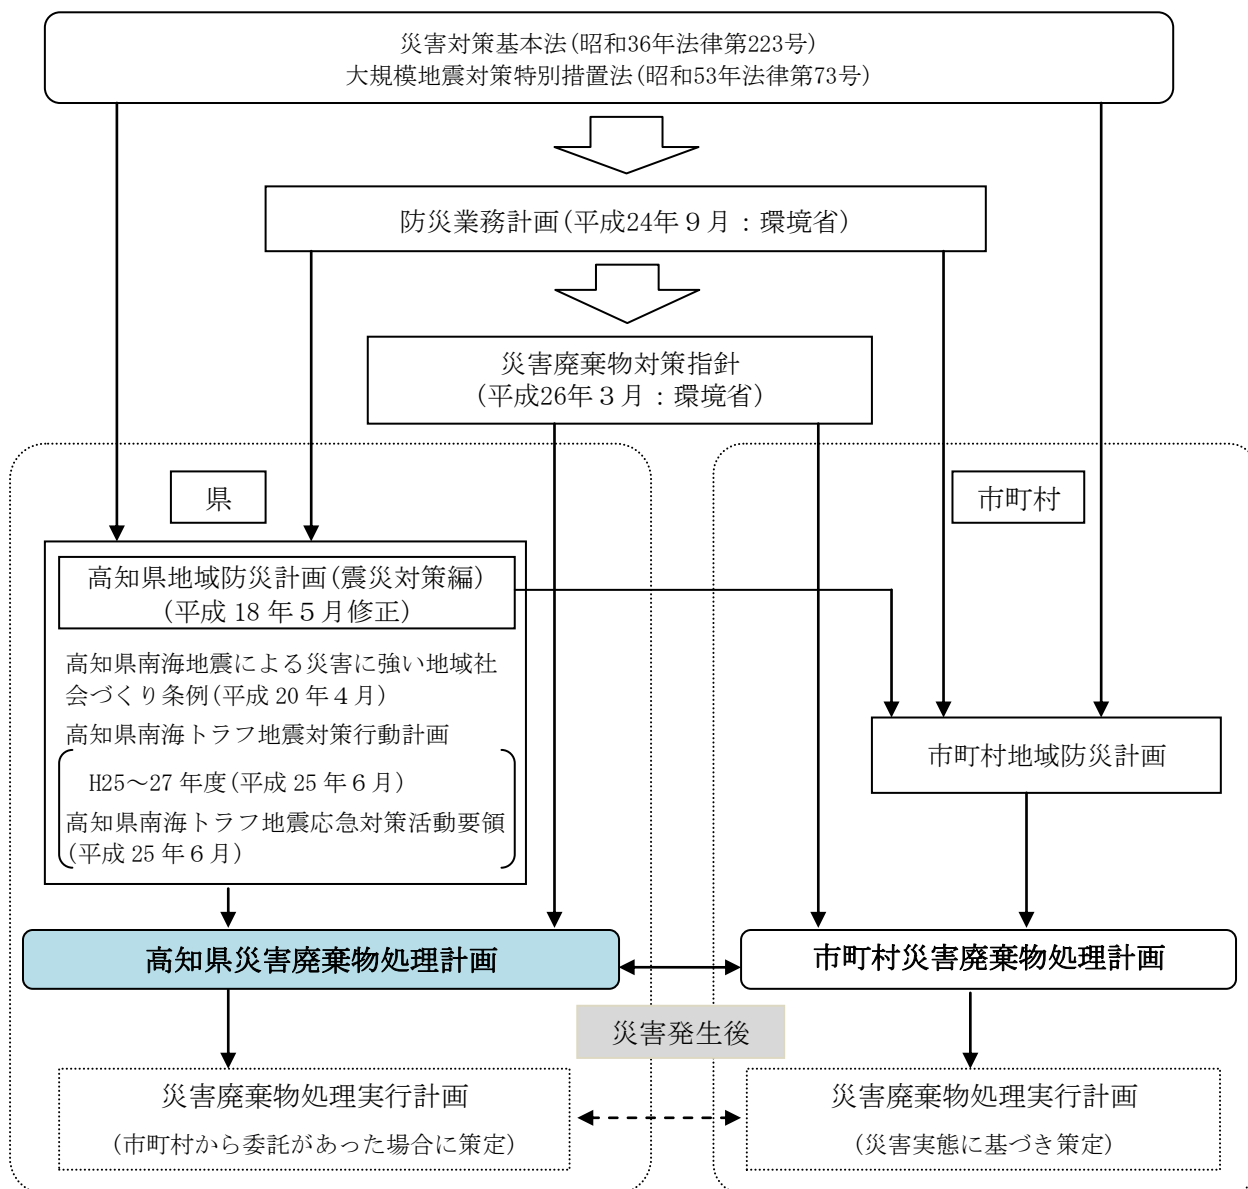 災害対策基本法(昭和36年法律第223号)
大規模地震対策特別措置法(昭和53年法律第73号)
防災業務計画(平成24年９月：環境省)
災害廃棄物対策指針
(平成26年３月：環境省)
県
市町村
高知県地域防災計画(震災対策編)
(平成 18 年５月修正)
高知県南海地震による災害に強い地域社
会づくり条例(平成 20 年４月)
高知県南海トラフ地震対策行動計画
H25～27 年度(平成 25 年６月)
高知県南海トラフ地震応急対策活動要領
(平成 25 年６月)
市町村地域防災計画
高知県災害廃棄物処理計画
市町村災害廃棄物処理計画
災害発生後
災害廃棄物処理実行計画
(市町村から委託があった場合に策定)
災害廃棄物処理実行計画
(災害実態に基づき策定)